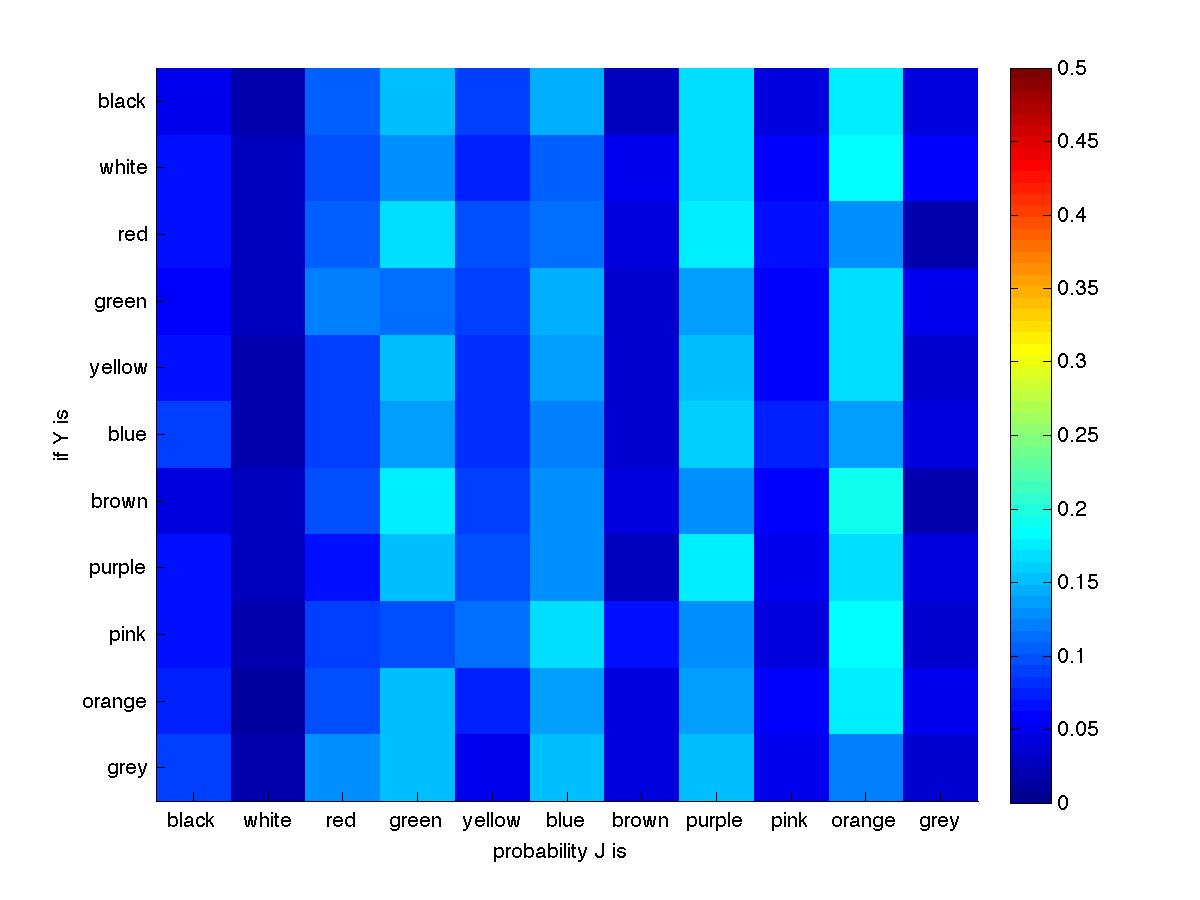 black
white
red
green
yellow
blue
brown
purple
pink
orange
grey
if Y is
black white red green yellow blue brown purple pink orange grey
probability J is
0.5
0.45
0.4
0.35
0.3
0.25
0.2
0.15
0.1
0.05
0